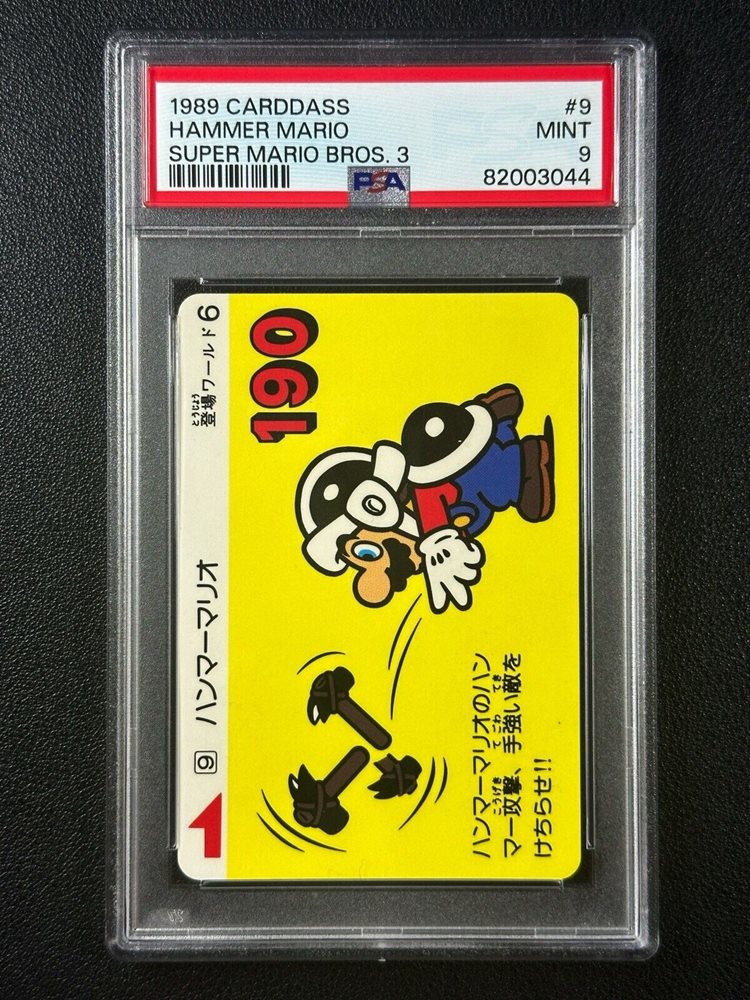 1989 CARDDASS #9
HAMMER MARIO MINT
SUPER MARIO BROS. 3 9
PSA 82003044
9 ハンマーマリオ 登場ワールド6
とうじょう
190
ハンマーマリオのハン
マー攻撃、手強い敵を
こうげき てごわ てき
けちらせ!!